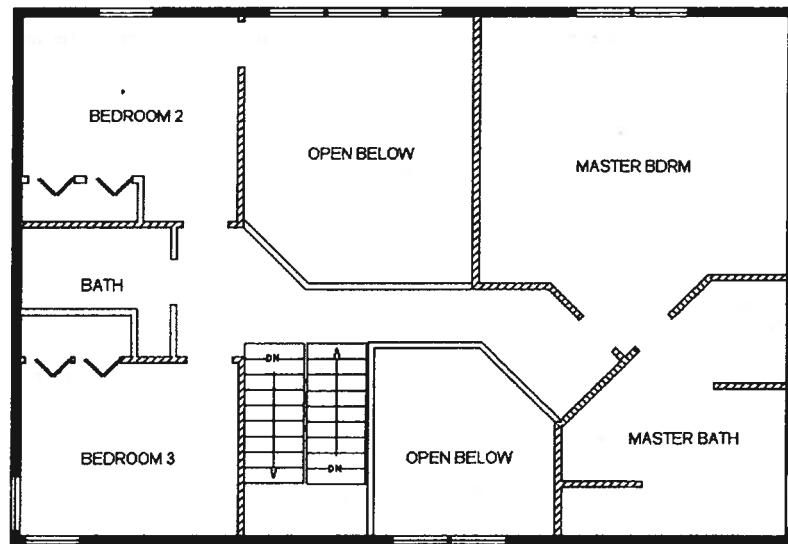 BEDROOM 2
OPEN BELOW
MASTER BDRM
BATH
DN
BEDROOM 3
OPEN BELOW
MASTER BATH
DN